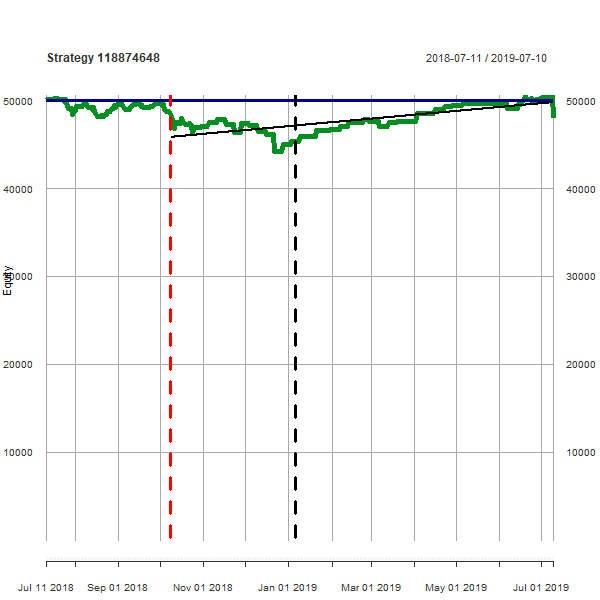 Strategy 118874648 2018-07-11 / 2019-07-10
50000 50000
40000 40000
Equity
30000 30000
20000 20000
10000 10000
Jul 11 2018 Sep 01 2018 Nov 01 2018 Jan 01 2019 Mar 01 2019 May 01 2019 Jul 01 2019